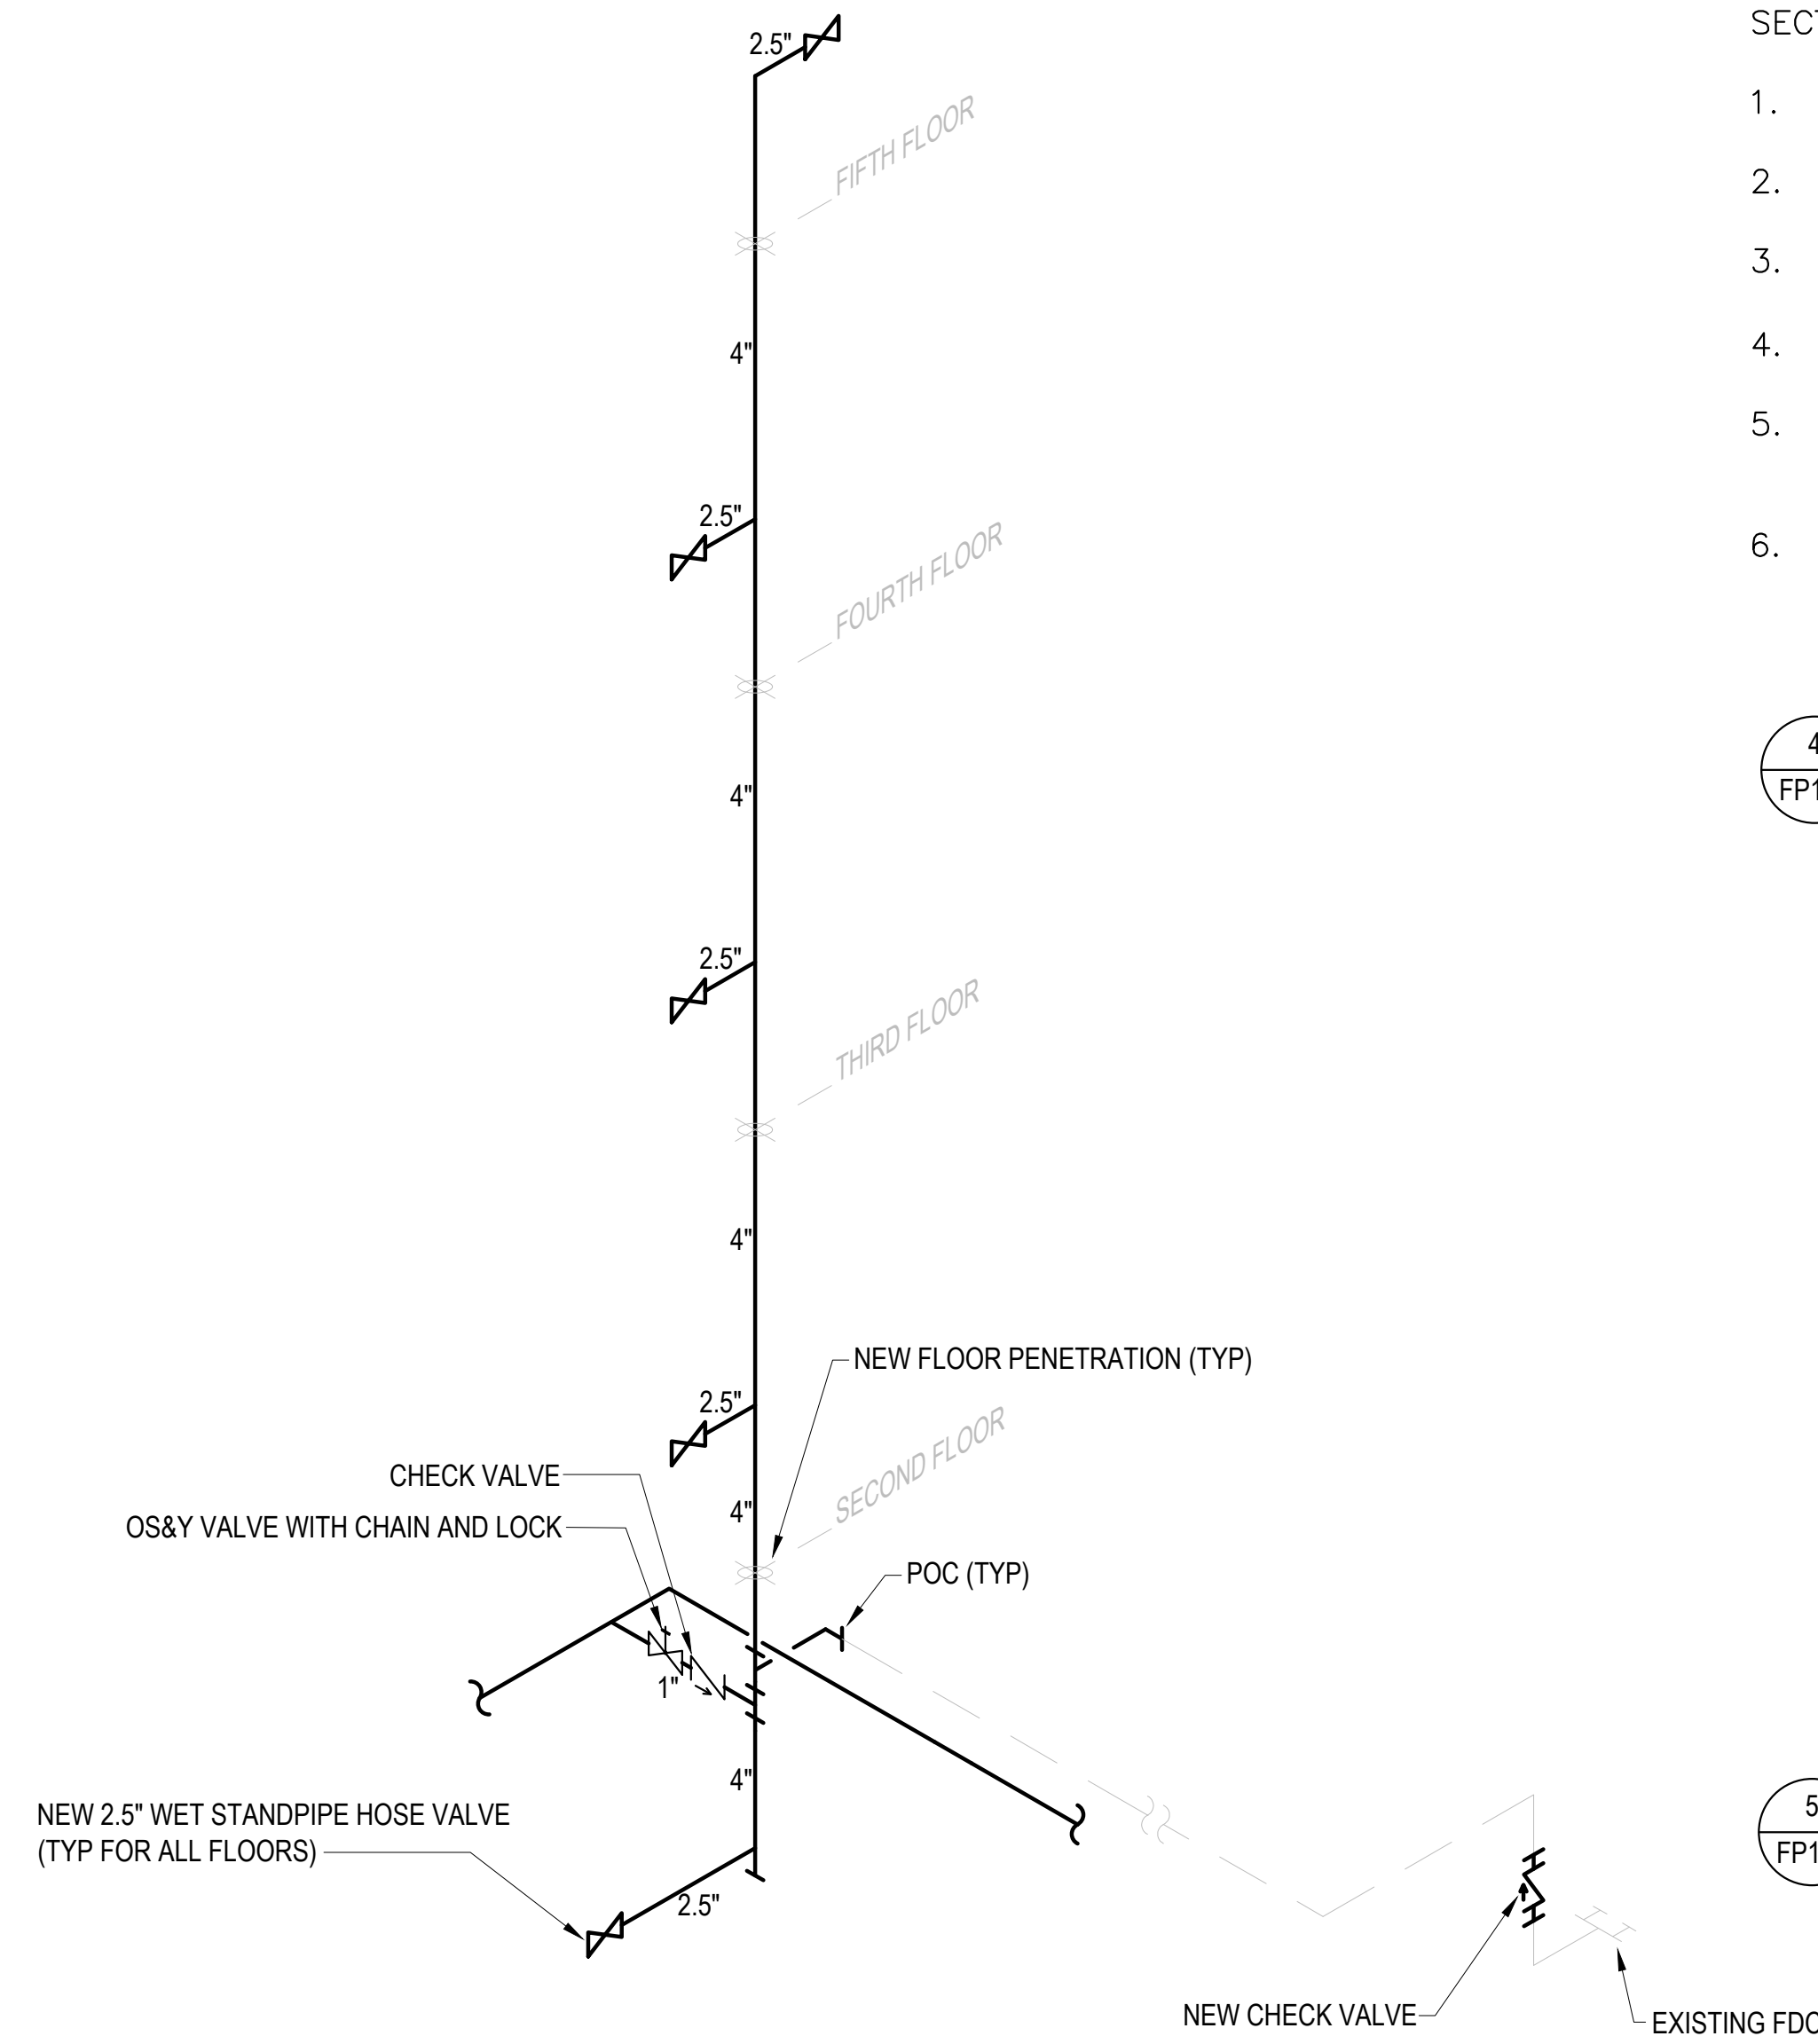 SECT
2.5"
1.
FIFTH FLOOR
2.
3.
4"
4.
5.
2.5"
6.
FOURTH FLOOR
4
FP1
4"
2.5"
THIRD FLOOR
4"
NEW FLOOR PENETRATION (TYP)
2.5"
SECOND FLOOR
CHECK VALVE
4"
OS&Y VALVE WITH CHAIN AND LOCK
POC (TYP)
1"
4"
NEW 2.5" WET STANDPIPE HOSE VALVE
(TYP FOR ALL FLOORS)
5
FP1
2.5"
NEW CHECK VALVE
EXISTING FDC